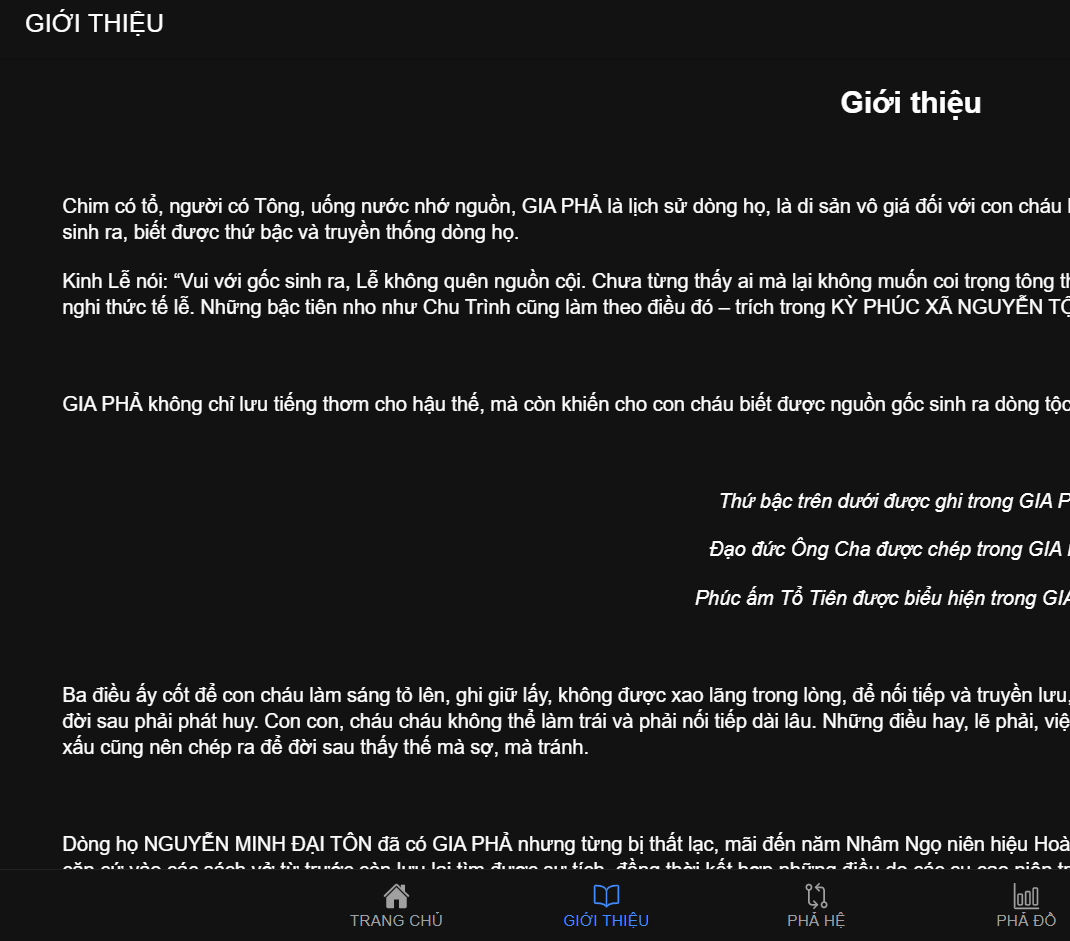 GIỚI THIỆU
Giới thiệu
Chim có tổ, người có Tông, uống nước nhớ nguồn, GIA PHẢ là lịch sử dòng họ, là di sản vô giá đối với con cháu
sinh ra, biết được thứ bậc và truyền thống dòng họ.
Kinh Lễ nói: “Vui với gốc sinh ra, Lễ không quên nguồn cội. Chưa từng thấy ai mà lại không muốn coi trọng tông
nghi thức tế lễ. Những bậc tiên nho như Chu Trình cũng làm theo điều đó – trích trong KỲ PHÚC XÃ NGUYỄN
GIA PHẢ không chỉ lưu tiếng thơm cho hậu thế, mà còn khiến cho con cháu biết được nguồn gốc sinh ra dòng tộc
Thứ bậc trên dưới được ghi trong GIA
Đạo đức Ông Cha được chép trong GIA
Phúc ấm Tổ Tiên được biểu hiện trong GIA
Ba điều ấy cốt để con cháu làm sáng tỏ lên, ghi giữ lấy, không được xao lãng trong lòng, để nối tiếp và truyền lưu,
đời sau phải phát huy. Con con, cháu cháu không thể làm trái và phải nối tiếp dài lâu. Những điều hay, lẽ phải,
xấu cũng nên chép ra để đời sau thấy thế mà sợ, mà tránh.
Dòng họ NGUYỄN MINH ĐẠI TÔN đã có GIA PHẢ nhưng từng bị thất lạc, mãi đến năm Nhâm Ngọ niên hiệu
TRANG CHỦ
GIỚI THIỆU
PHẢ HỆ
PHẢ ĐỒ